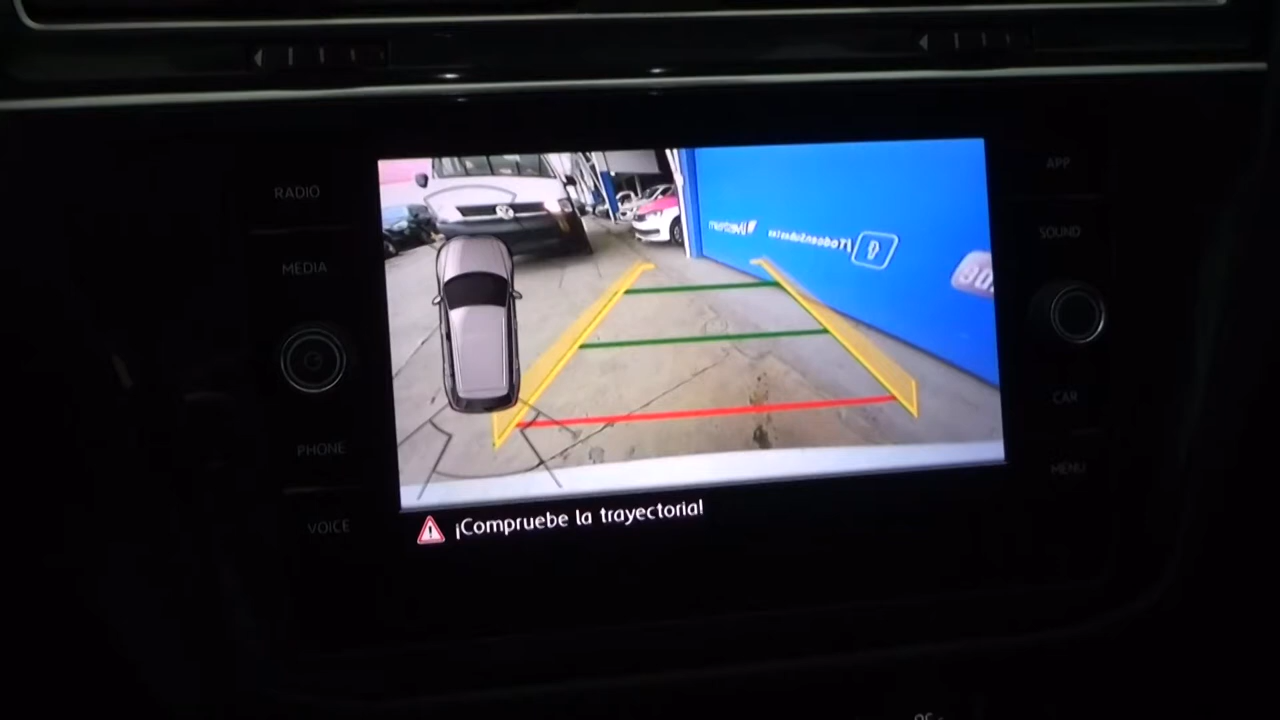 RADIO
MEDIA
PHONE
VOICE
APP
SOUND
CAR
MENU
¡Compruebe la trayectoria!